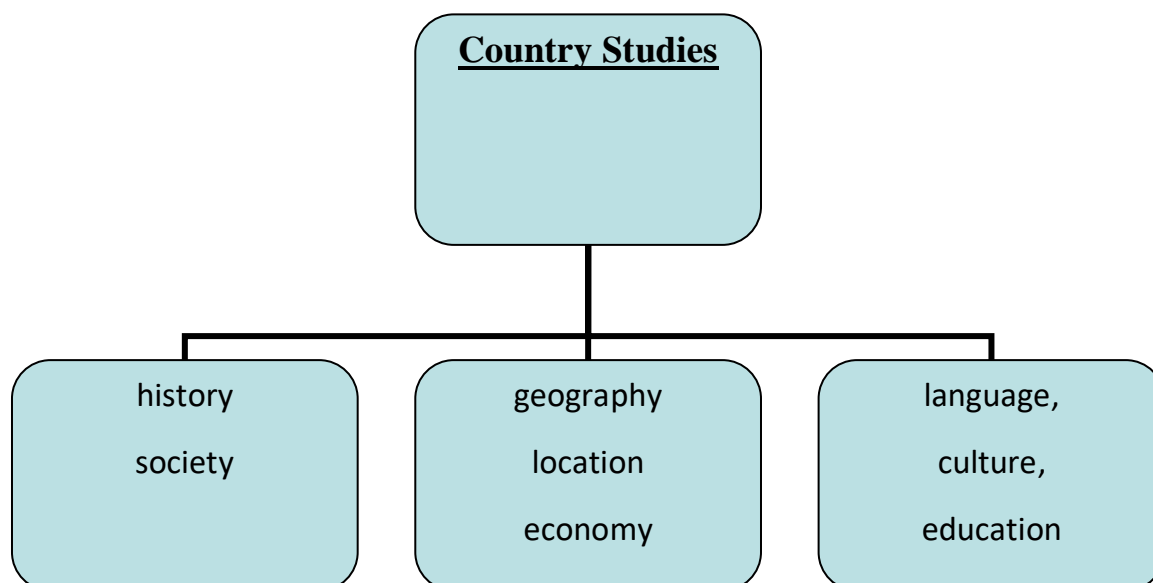 Country Studies
history
society
geography
location
economy
language,
culture,
education